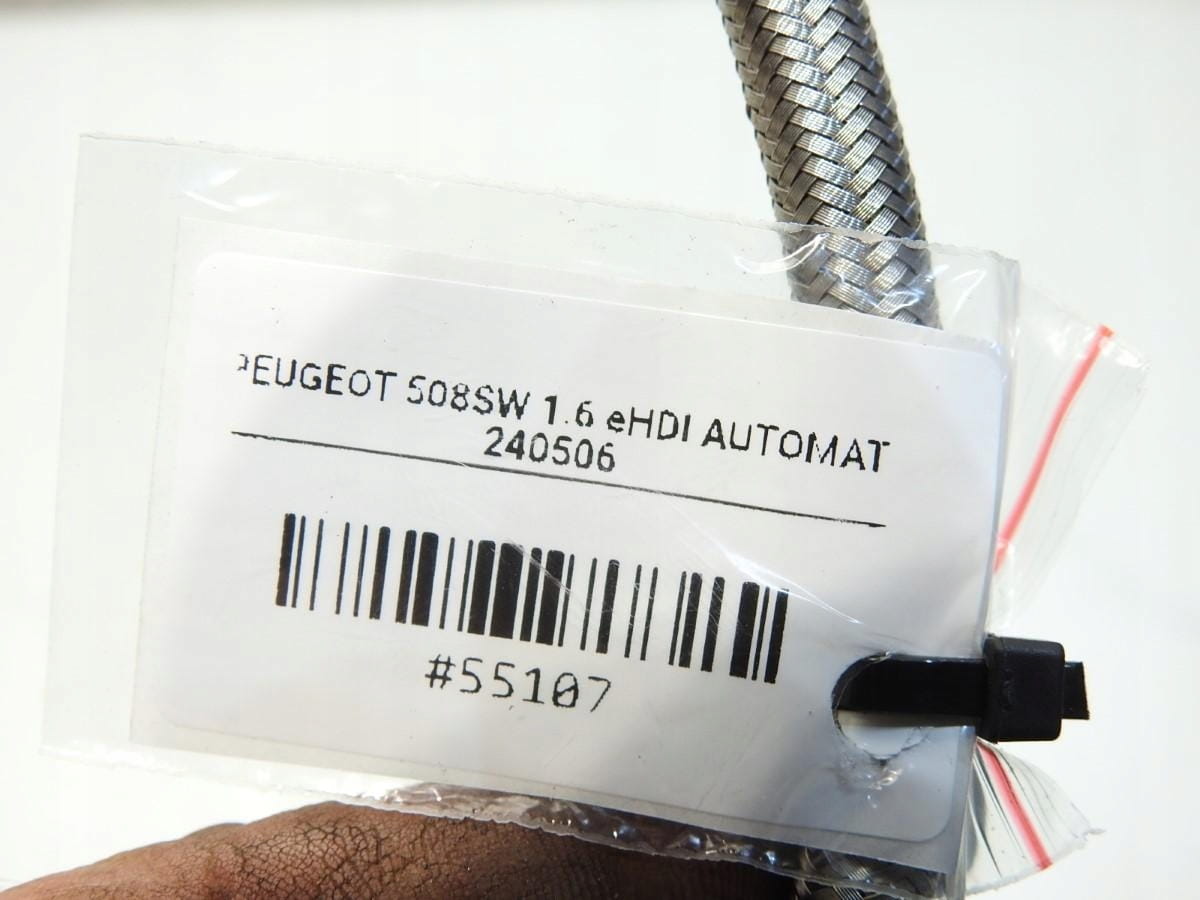 PEUGEOT 508SW 1.6 eHDI AUTOMAT
240506
#55107